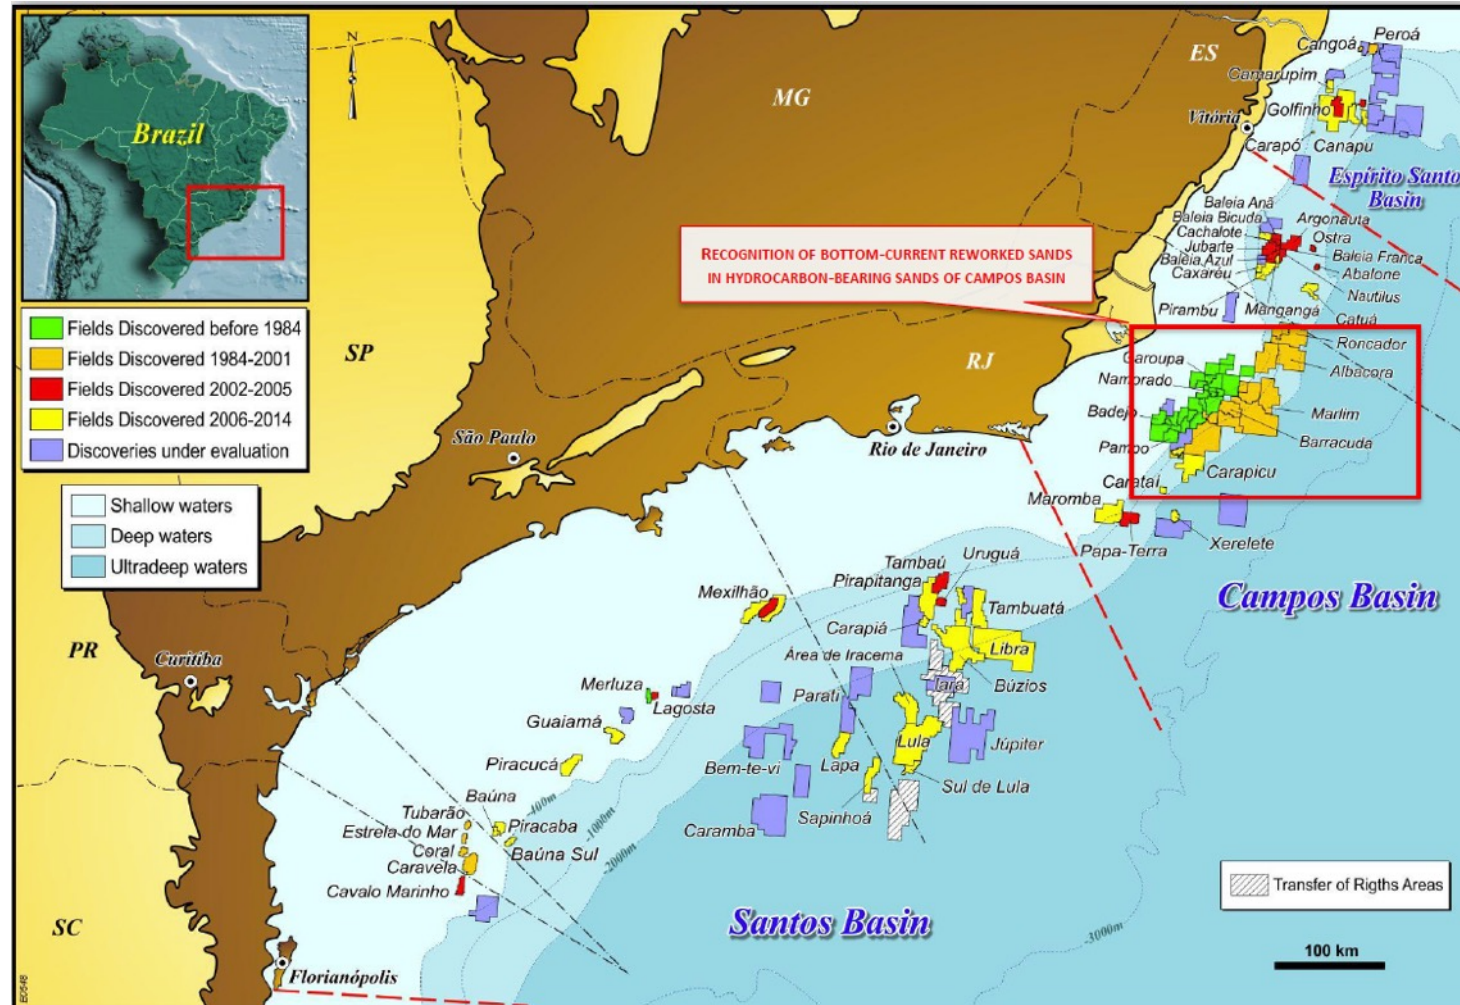 Brazil
N
MG
ES
SP
RJ
PR
SC
Vitória
São Paulo
Rio de Janeiro
Curitiba
Florianópolis
RECOGNITION OF BOTTOM-CURRENT REWORKED SANDS
IN HYDROCARBON-BEARING SANDS OF CAMPOS BASIN
Fields Discovered before 1984
Fields Discovered 1984-2001
Fields Discovered 2002-2005
Fields Discovered 2006-2014
Discoveries under evaluation
Shallow waters
Deep waters
Ultradeep waters
Cangoá
Peroá
Camarupim
Golfinho
Carapó
Canapu
Espírito Santo
Basin
Baleia Anã
Baleia Bicuda
Cachalote
Jubarte
Baleia Azul
Caxaréu
Pirambu
Mangangá
Argonauta
Ostra
Baleia Franca
Abalone
Nautilus
Catuá
Roncador
Albacora
Garoupa
Namorado
Badejo
Pampo
Marlim
Barracuda
Carapicu
Caratai
Maromba
Papa-Terra
Xerelete
Campos Basin
Mexilhão
Tambaú
Uruguá
Pirapitanga
Tambuatá
Carapiá
Libra
Área de Iracema
Iara
Búzios
Merluza
Lagosta
Parati
Guaiamá
Lula
Júpiter
Piracucá
Bem-te-vi
Lapa
Sul de Lula
Sapinhoá
Caramba
Baúna
Tubarão
Piracaba
Estrela do Mar
Coral
Baúna Sul
Caravela
Cavalo Marinho
-400m
-1000m
-2000m
-3000m
Santos Basin
Transfer of Rigths Areas
100 km